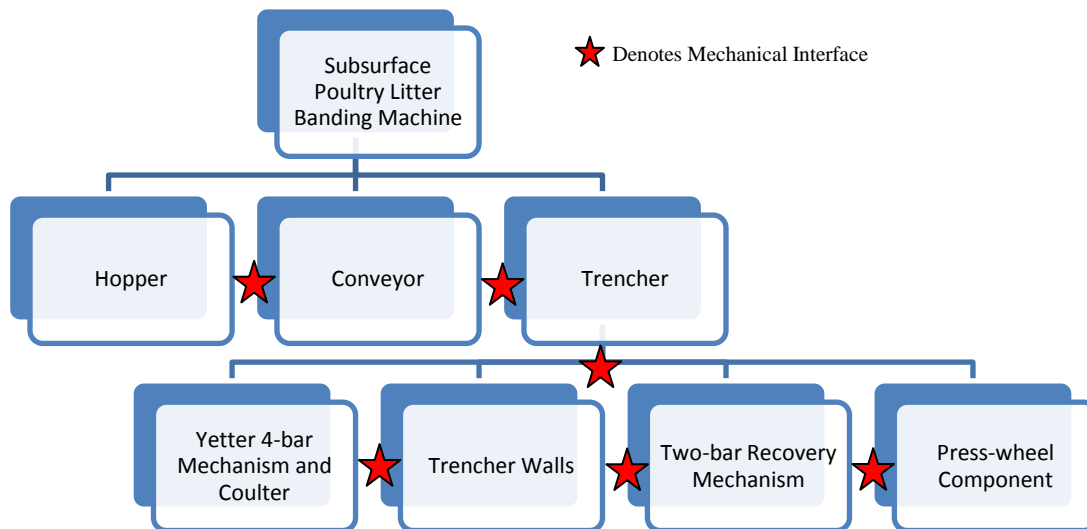 Subsurface
Poultry Litter
Banding Machine
Denotes Mechanical Interface
Hopper
Conveyor
Trencher
Yetter 4-bar
Mechanism and
Coulter
Trencher Walls
Two-bar Recovery
Mechanism
Press-wheel
Component